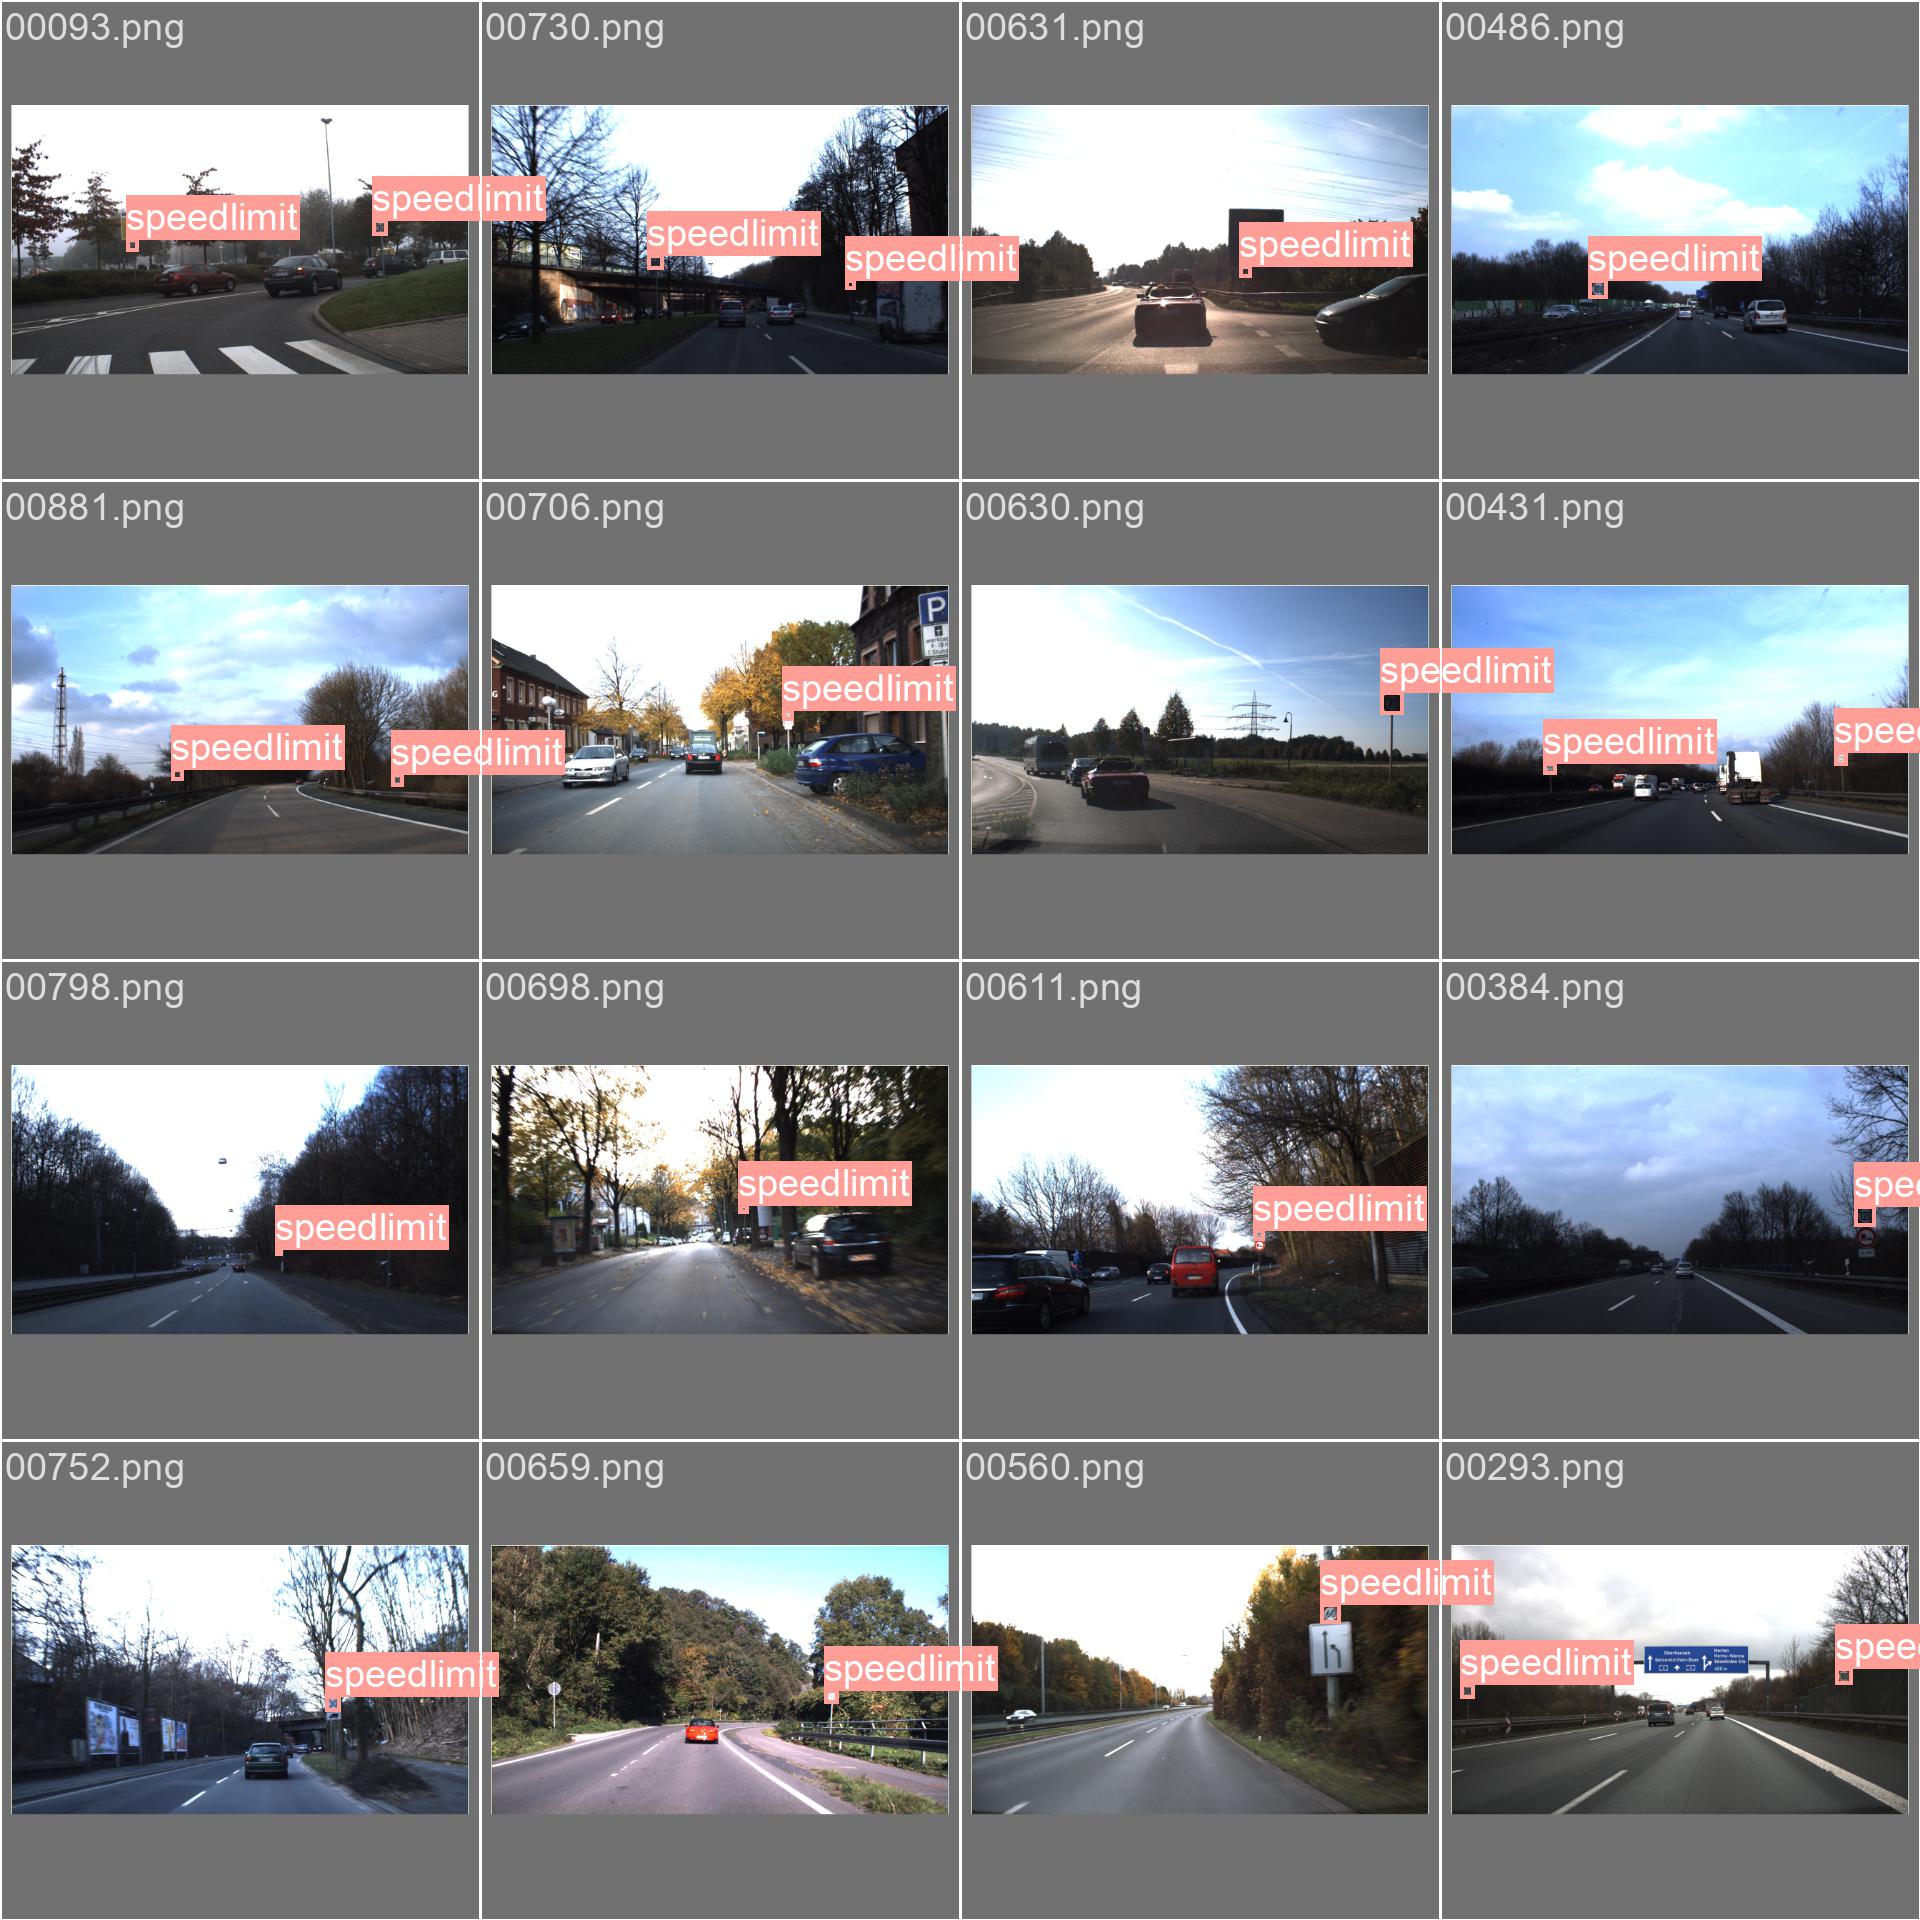 00093.png
00730.png
00631.png
00486.png
speedlimit
speedlimit
speedlimit
speedlimit
speedlimit
speedlimit
00881.png
00706.png
00630.png
00431.png
speedlimit
speedlimit
speedlimit
speedlimit
speedlimit
spee
P
00798.png
00698.png
00611.png
00384.png
speedlimit
speedlimit
speedlimit
spee
00752.png
00659.png
00560.png
00293.png
speedlimit
speedlimit
speedlimit
speedlimit
spee